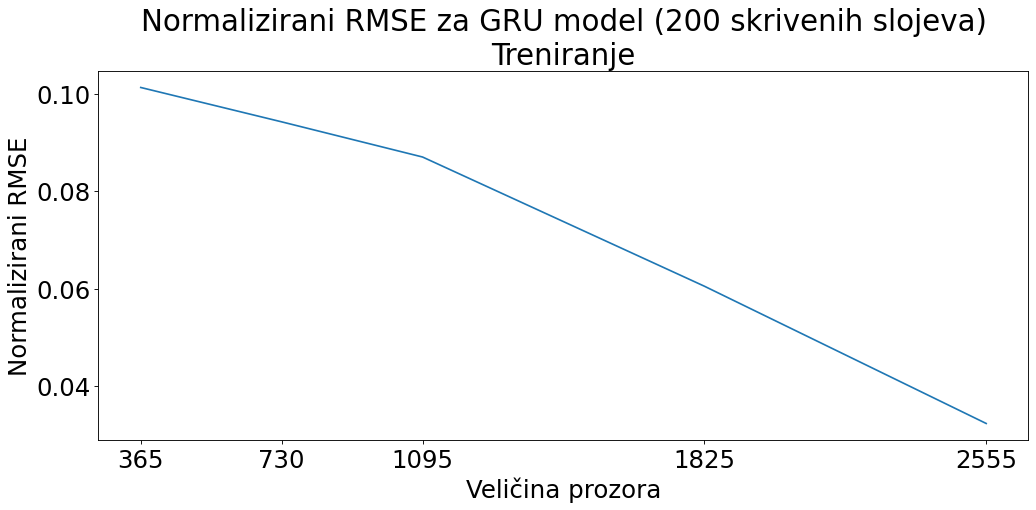 Normalizirani RMSE za GRU model (200 skrivenih slojeva)
Treniranje
Normalizirani RMSE
0.10
0.08
0.06
0.04
365 730 1095 1825 2555
Veličina prozora